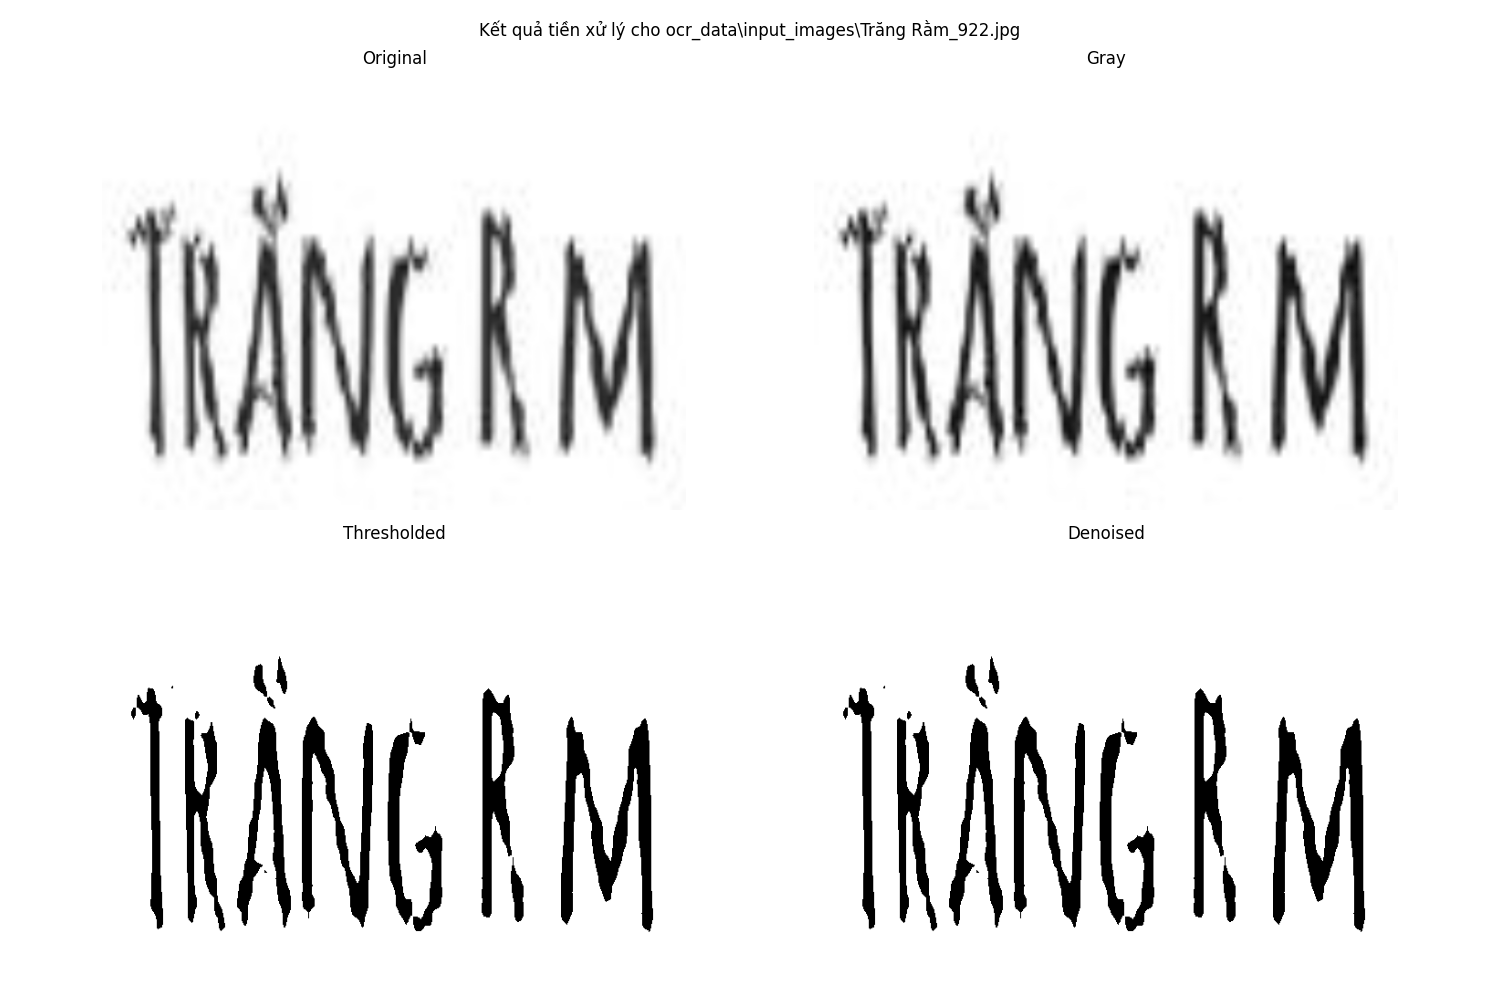 Kết quả tiền xử lý cho ocr_data\input_images\Trăng Rằm_922.jpg
Original
Gray
TRĂNG R M
TRĂNG R M
Thresholded
Denoised
TRĂNG R M
TRĂNG R M